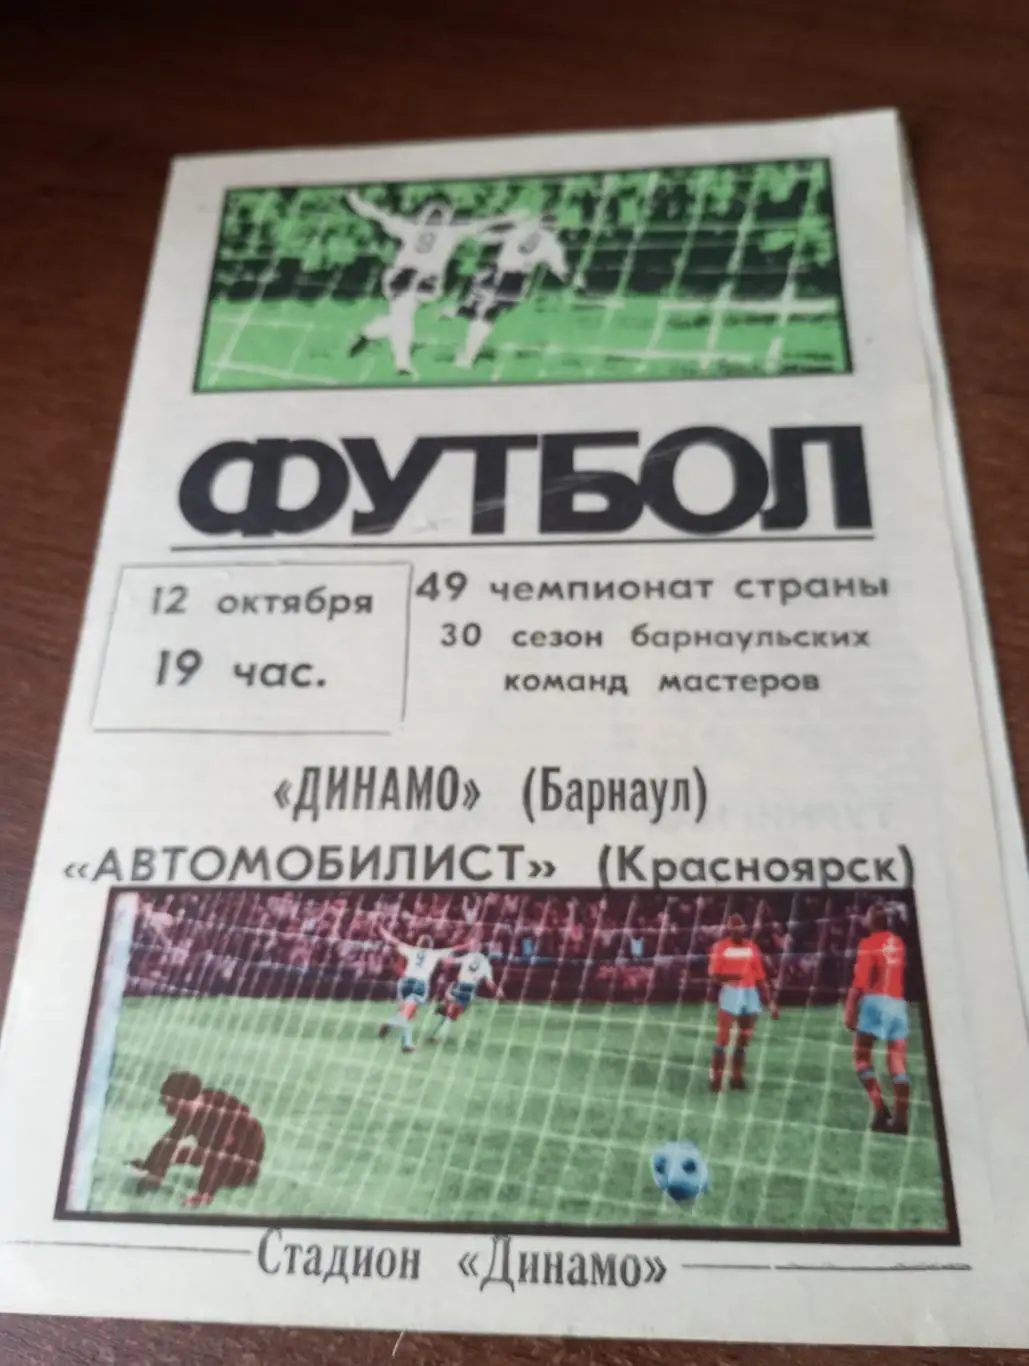 ФУТБОЛ
12 октября
19 час.
49 чемпионат страны
30 сезон барнаульских
команд мастеров
«ДИНАМО» (Барнаул)
«АВТОМОБИЛИСТ» (Красноярск)
9
Стадион «Динамо»